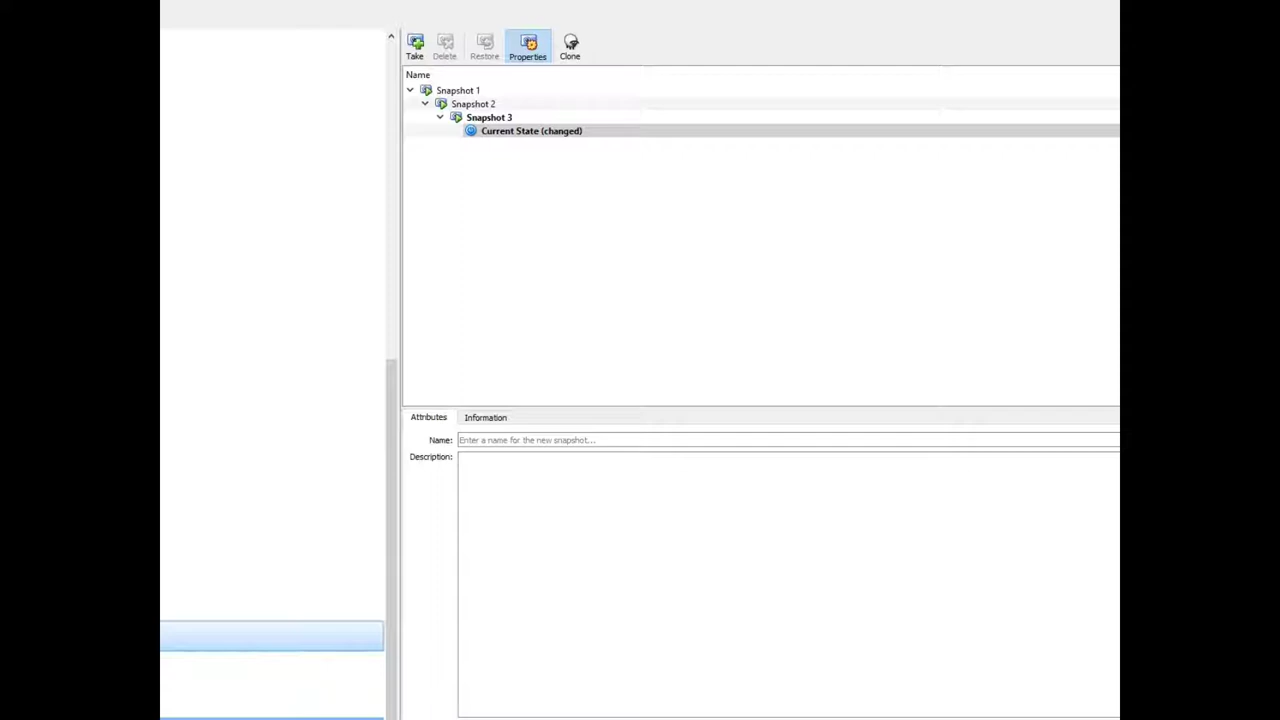 Take Delete Restore Properties Clone
Name
Snapshot 1
Snapshot 2
Snapshot 3
Current State (changed)
Attributes Information
Name: Enter a name for the new snapshot...
Description: